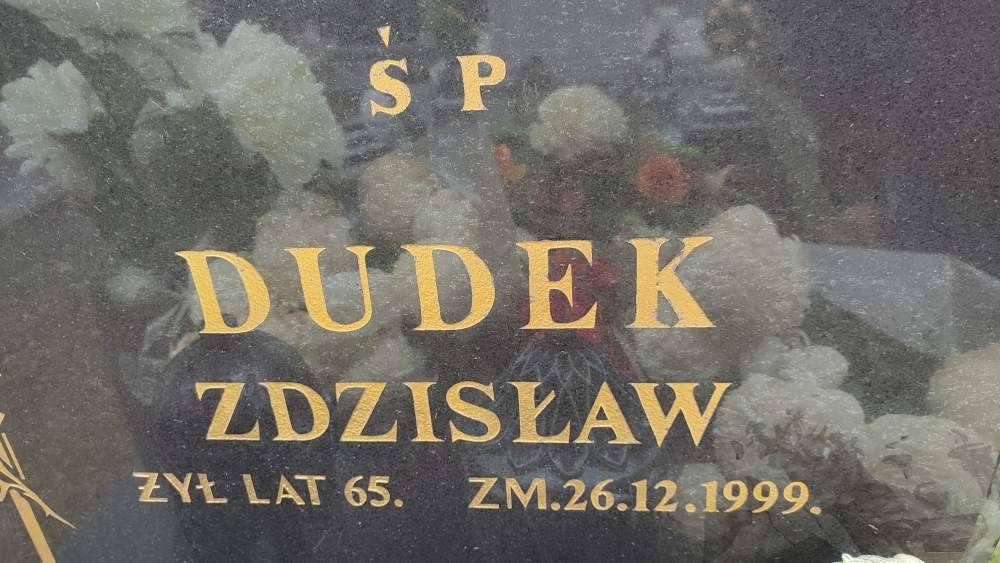 Ś P
DUDEK
ZDZISŁAW
ŻYŁ LAT 65. ZM.26.12.1999.